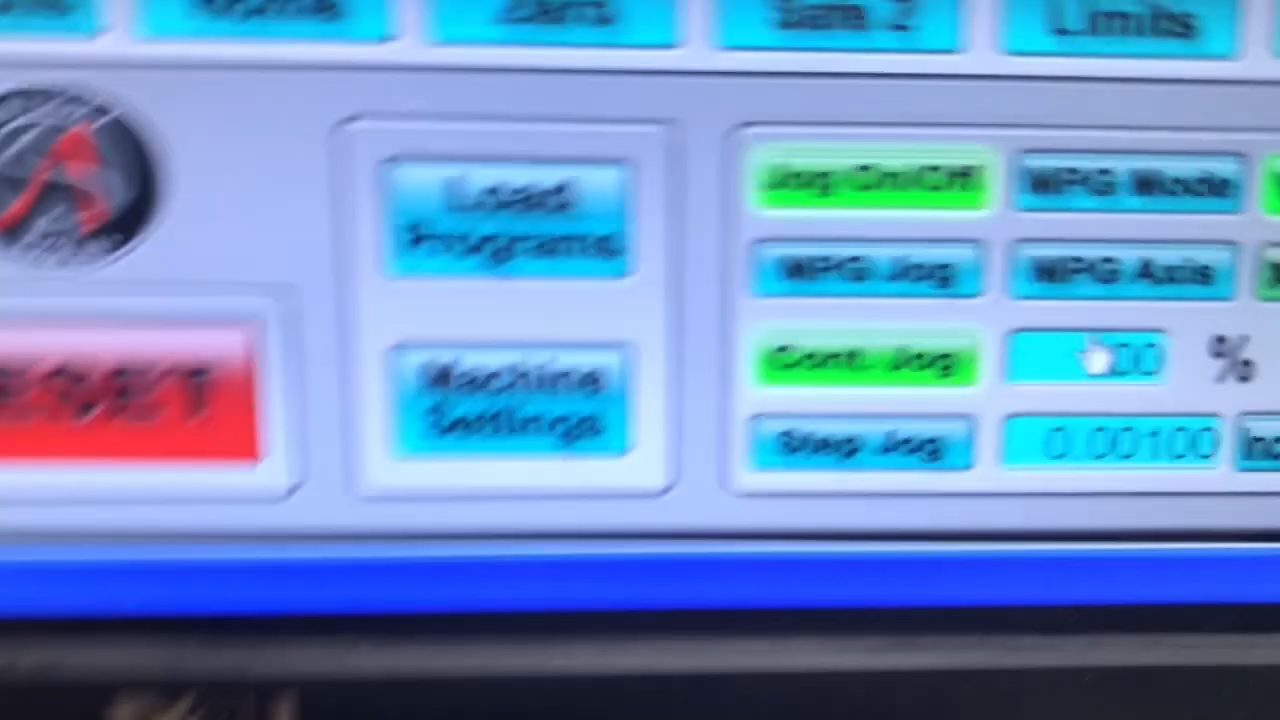 Limits
Load
Programs
Jog On/Off
MPG Mode
MPG Jog
MPG Axis
RESET
Machine
Settings
Cont. Jog
%
Step Jog
0.00100